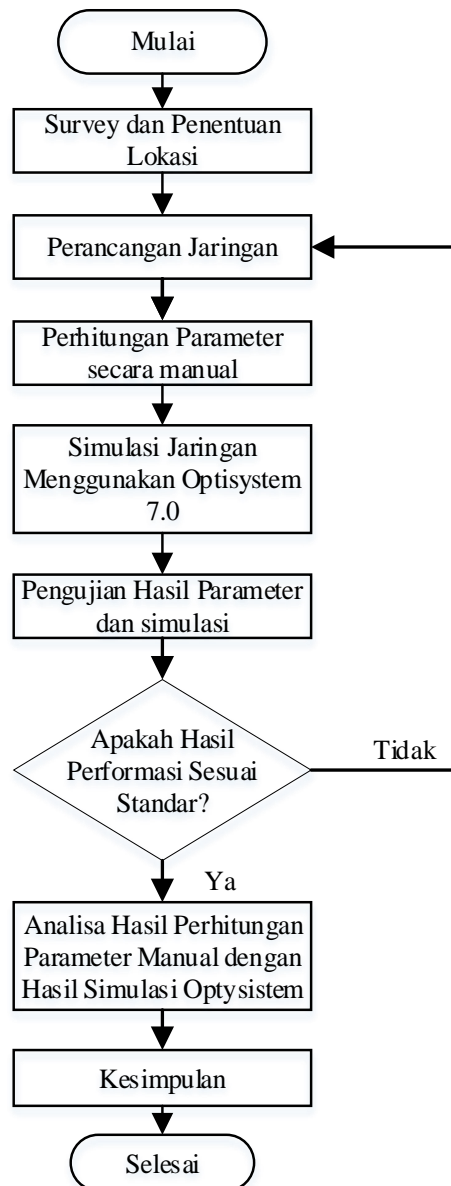 Mulai
Survey dan Penentuan
Lokasi
Perancangan Jaringan
Perhitungan Parameter
secara manual
Simulasi Jaringan
Menggunakan Optisystem
7.0
Pengujian Hasil Parameter
dan simulasi
Apakah Hasil
Performasi Sesuai
Standar?
Tidak
Ya
Analisa Hasil Perhitungan
Parameter Manual dengan
Hasil Simulasi Optysistem
Kesimpulan
Selesai